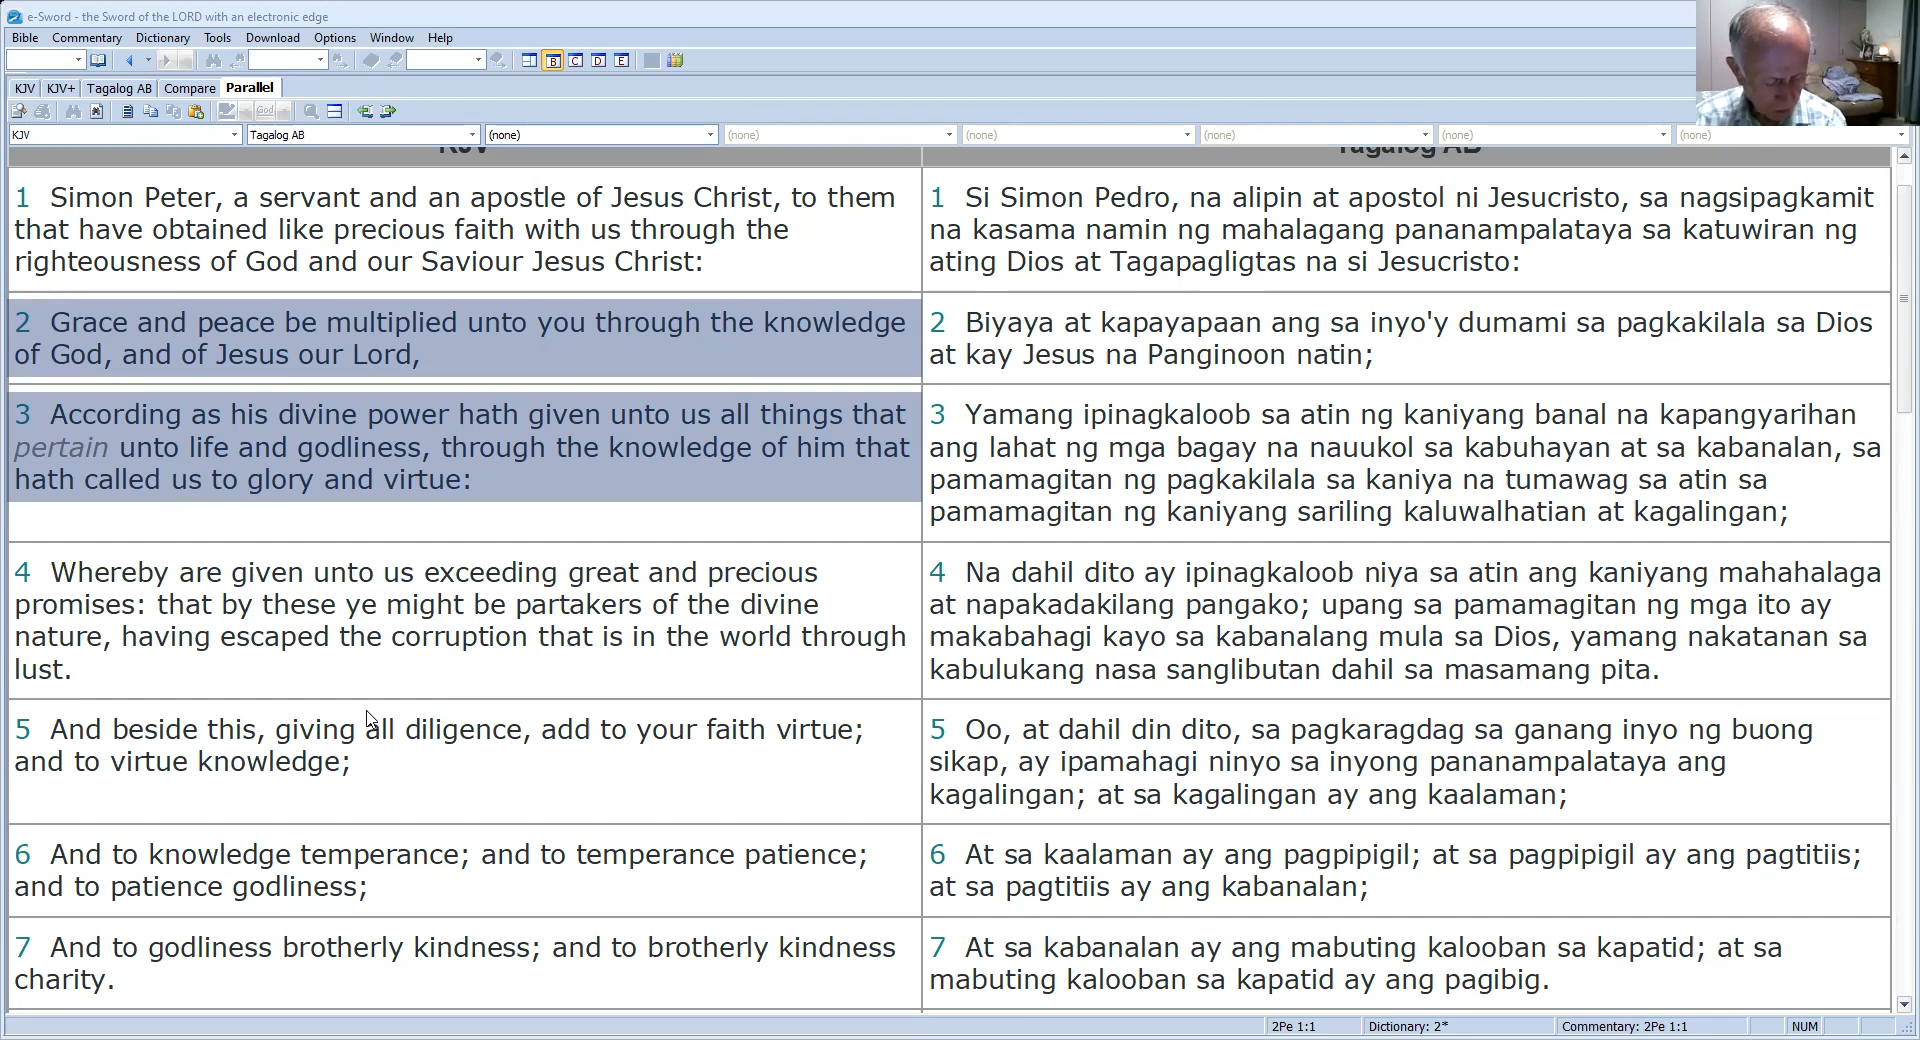 e-Sword - the Sword of the LORD with an electronic edge
Bible Commentary Dictionary Tools Download Options Window Help
B C D E
KJV KJV+ Tagalog AB Compare Parallel
God
KJV Tagalog AB (none) (none) (none) (none) (none) (none)
KJV Tagalog AB
1 Simon Peter, a servant and an apostle of Jesus Christ, to them
that have obtained like precious faith with us through the
righteousness of God and our Saviour Jesus Christ:
1 Si Simon Pedro, na alipin at apostol ni Jesucristo, sa nagsipagkamit
na kasama namin ng mahalagang pananampalataya sa katuwiran ng
ating Dios at Tagapagligtas na si Jesucristo:
2 Grace and peace be multiplied unto you through the knowledge
of God, and of Jesus our Lord,
2 Biyaya at kapayapaan ang sa inyo'y dumami sa pagkakilala sa Dios
at kay Jesus na Panginoon natin;
3 According as his divine power hath given unto us all things that
pertain unto life and godliness, through the knowledge of him that
hath called us to glory and virtue:
3 Yamang ipinagkaloob sa atin ng kaniyang banal na kapangyarihan
ang lahat ng mga bagay na nauukol sa kabuhayan at sa kabanalan, sa
pamamagitan ng pagkakilala sa kaniya na tumawag sa atin sa
pamamagitan ng kaniyang sariling kaluwalhatian at kagalingan;
4 Whereby are given unto us exceeding great and precious
promises: that by these ye might be partakers of the divine
nature, having escaped the corruption that is in the world through
lust.
4 Na dahil dito ay ipinagkaloob niya sa atin ang kaniyang mahahalaga
at napakadakilang pangako; upang sa pamamagitan ng mga ito ay
makabahagi kayo sa kabanalang mula sa Dios, yamang nakatanan sa
kabulukang nasa sanglibutan dahil sa masamang pita.
5 And beside this, giving all diligence, add to your faith virtue;
and to virtue knowledge;
5 Oo, at dahil din dito, sa pagkaragdag sa ganang inyo ng buong
sikap, ay ipamahagi ninyo sa inyong pananampalataya ang
kagalingan; at sa kagalingan ay ang kaalaman;
6 And to knowledge temperance; and to temperance patience;
and to patience godliness;
6 At sa kaalaman ay ang pagpipigil; at sa pagpipigil ay ang pagtitiis;
at sa pagtitiis ay ang kabanalan;
7 And to godliness brotherly kindness; and to brotherly kindness
charity.
7 At sa kabanalan ay ang mabuting kalooban sa kapatid; at sa
mabuting kalooban sa kapatid ay ang pagibig.
2Pe 1:1 Dictionary: 2* Commentary: 2Pe 1:1 NUM